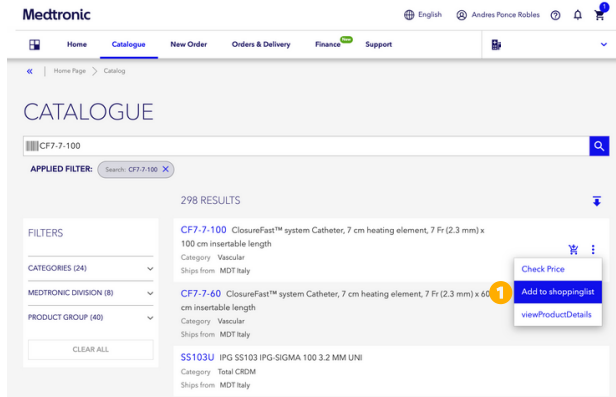 Medtronic
English
Andres Ponce Robles
1
Home
Catalogue
New Order
Orders & Delivery
Finance
New
Support
Home Page
Catalog
CATALOGUE
CF7-7-100
APPLIED FILTER:
Search: CF7-7-100
298 RESULTS
FILTERS
CATEGORIES (24)
MEDTRONIC DIVISION (8)
PRODUCT GROUP (40)
CLEAR ALL
CF7-7-100 ClosureFast™ system Catheter, 7 cm heating element, 7 Fr (2.3 mm) x
100 cm insertable length
Category Vascular
Ships from MDT Italy
CF7-7-60 ClosureFast™ system Catheter, 7 cm heating element, 7 Fr (2.3 mm) x 60
cm insertable length
Category Vascular
Ships from MDT Italy
SS103U IPG SS103 IPG-SIGMA 100 3.2 MM UNI
Category Total CRDM
Ships from MDT Italy
Check Price
1
Add to shoppinglist
viewProductDetails